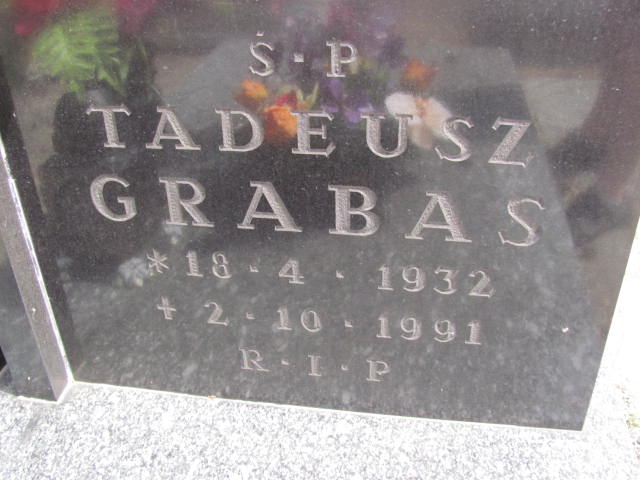 Ś·P
TADEUSZ
GRABAS
*18·4·1932
+2·10·1991
R·I·P